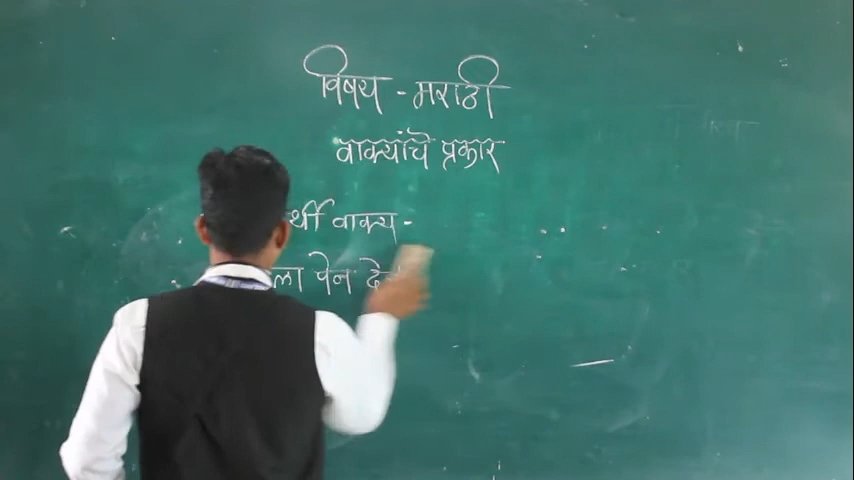 विषय - मराठी
वाक्यांचे प्रकार
र्थी वाक्य -
ला पेन दे